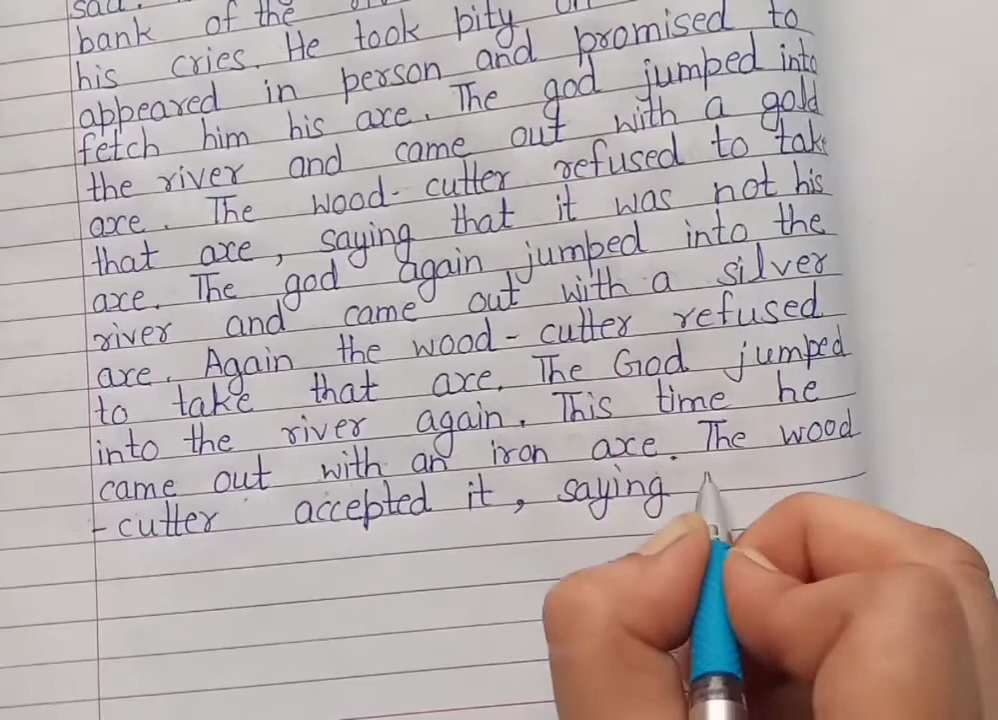 sad.
bank of the
his cries. He took pity on
appeared in person and promised to
fetch him his axe. The god jumped into
the river and came out with a gold
axe. The wood-cutter refused to take
that axe, saying that it was not his
axe. The god again jumped into the
river and came out with a silver
axe. Again the wood-cutter refused
to take that axe. The God jumped
into the river again. This time he
came out with an iron axe. The wood
-cutter accepted it, saying